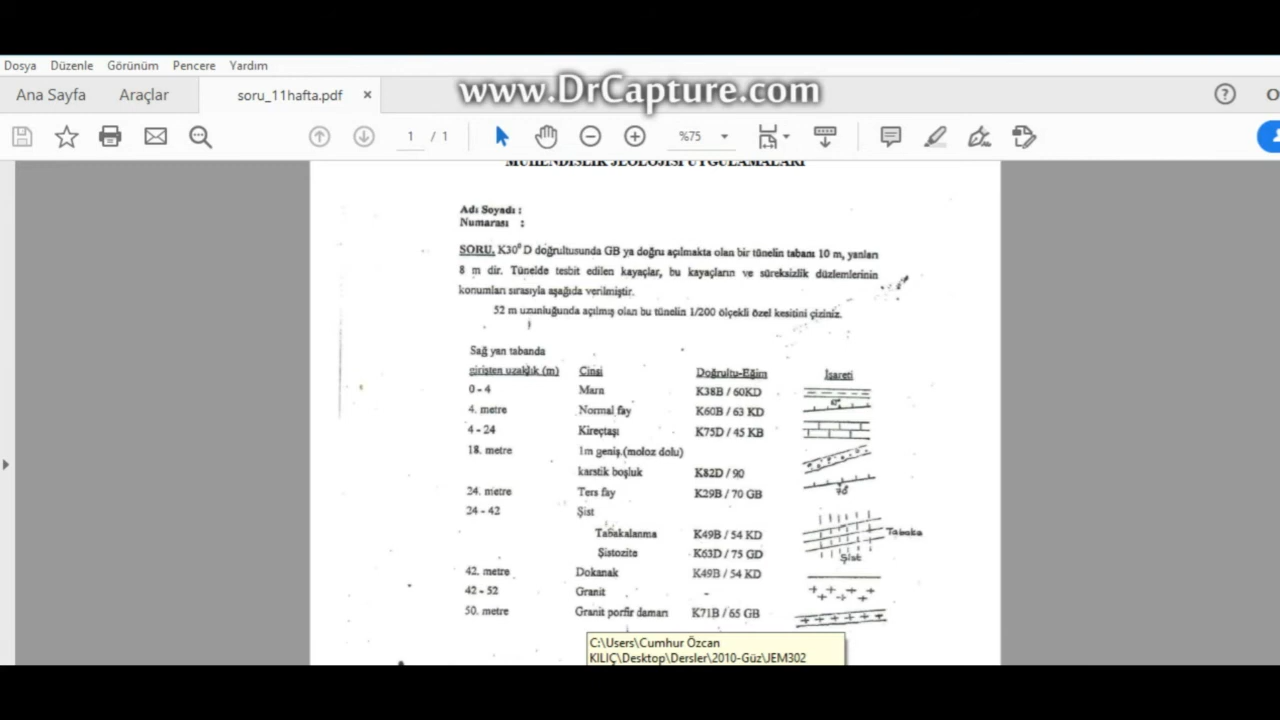 Dosya Düzenle Görünüm Pencere Yardım
www.DrCapture.com
Ana Sayfa Araçlar soru_11hafta.pdf ×
1 / 1 %75
MÜHENDİSLİK JEOLOJİSİ UYGULAMALARI
Adı Soyadı :
Numarası :
SORU. K30° D doğrultusunda GB ya doğru açılmakta olan bir tünelin tabanı 10 m, yanları
8 m dir. Tünelde tesbit edilen kayaçlar, bu kayaçların ve süreksizlik düzlemlerinin
konumları sırasıyla aşağıda verilmiştir.
52 m uzunluğunda açılmış olan bu tünelin 1/200 ölçekli özel kesitini çiziniz.
Sağ yan tabanda
girişten uzaklık (m) Cinsi Doğrultu-Eğim İşareti
0 - 4 Marn K38B / 60KD
4. metre Normal fay K60B / 63 KD
4 - 24 Kireçtaşı K75D / 45 KB
18. metre 1m geniş.(moloz dolu)
karstik boşluk K82D / 90
24. metre Ters fay K29B / 70 GB
24 - 42 Şist
Tabakalanma K49B / 54 KD Tabaka
Şistozite K63D / 75 GD Şist
42. metre Dokanak K49B / 54 KD
42 - 52 Granit -
50. metre Granit porfir damarı K71B / 65 GB
C:\Users\Cumhur Özcan
KILIÇ\Desktop\Dersler\2010-Güz\JEM302